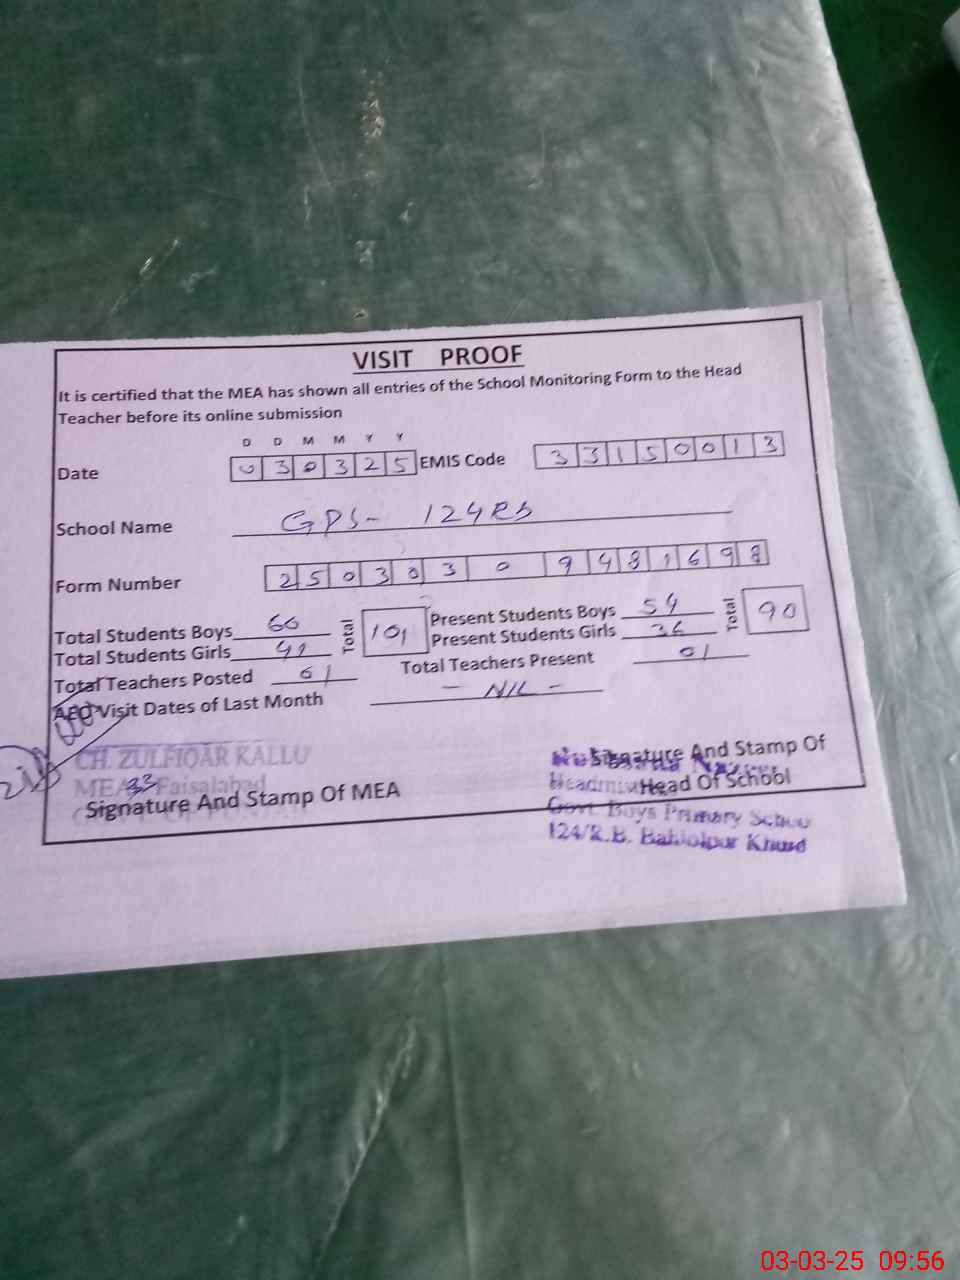 VISIT PROOF
It is certified that the MEA has shown all entries of the School Monitoring Form to the Head
Teacher before its online submission
D D M M Y Y
Date 0 3 0 3 2 5 EMIS Code 3 3 1 5 0 0 1 3
School Name GPS- 124RB
Form Number 2 5 0 3 0 3 0 9 4 8 1 6 9 8
Total Students Boys 60 Total 101 Present Students Boys 54 Total 90
Total Students Girls 41 Present Students Girls 36
Total Teachers Posted 01 Total Teachers Present 01
AEO Visit Dates of Last Month - NIL -
CH. ZULFIQAR KALLU
MEA 33 Faisalabad
Signature And Stamp Of MEA
Signature And Stamp Of
Head Of School
Govt. Boys Primary School
124/R.B. Bahlolpur Khurd
03-03-25 09:56